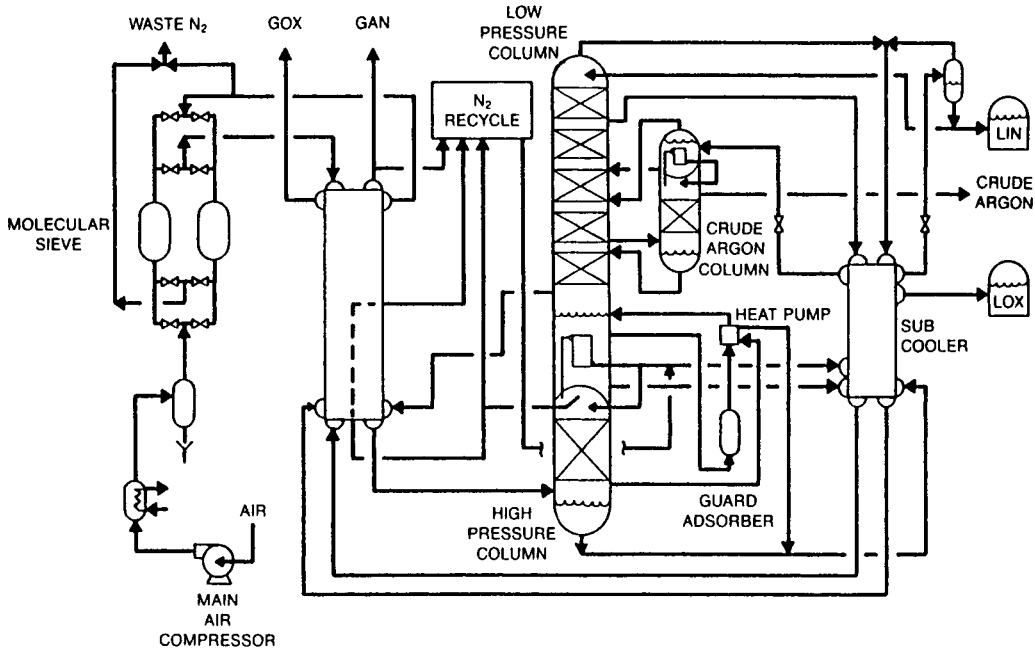 WASTE N₂
GOX
GAN
LOW
PRESSURE
COLUMN
N₂
RECYCLE
LIN
CRUDE
ARGON
MOLECULAR
SIEVE
CRUDE
ARGON
COLUMN
LOX
HEAT PUMP
SUB
COOLER
GUARD
ADSORBER
HIGH
PRESSURE
COLUMN
AIR
MAIN
AIR
COMPRESSOR